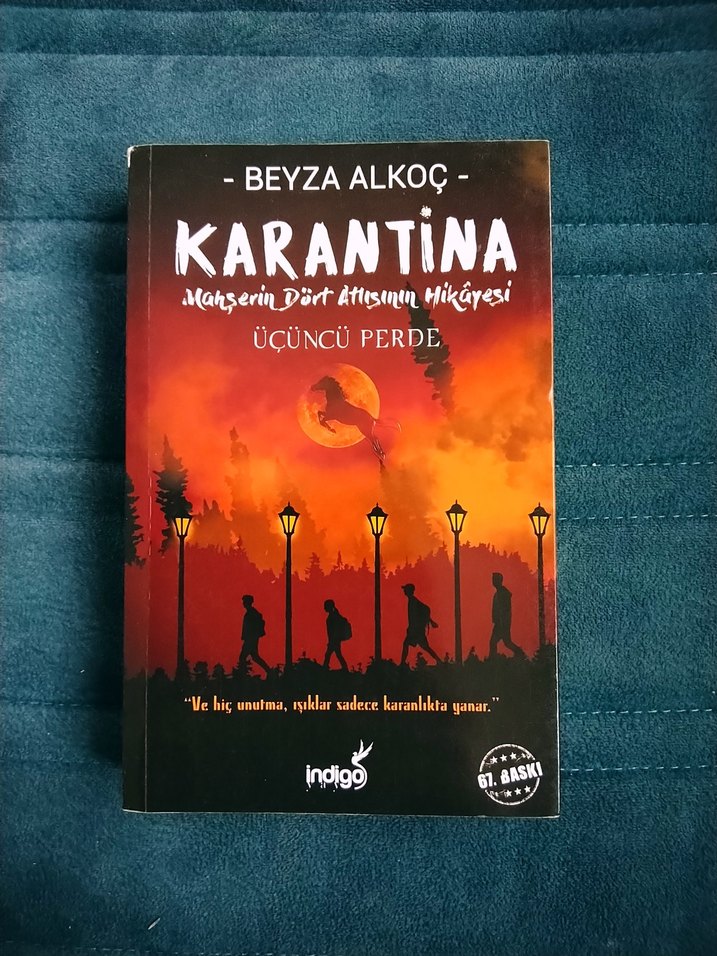 - BEYZA ALKOÇ -
KARANTİNA
Mahşerin Dört Atlısının Hikâyesi
ÜÇÜNCÜ PERDE
“Ve hiç unutma, ışıklar sadece karanlıkta yanar.”
indigo
67. BASKI